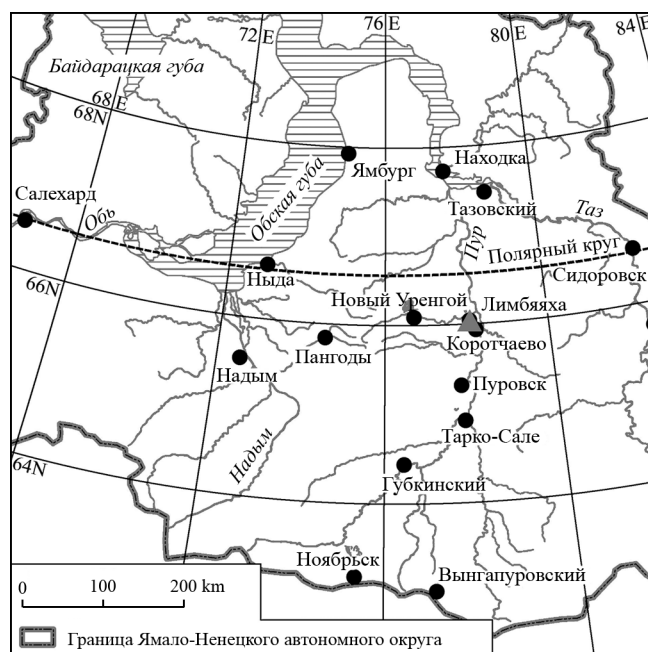 72 E
76 E
80 E
84 E
Байдарацкая губа
68 E
68N
Находка
Ямбург
Салехард
Обь
Обская губа
Тазовский
Таз
Пур
Полярный круг
66N
Ныда
Сидоровск
Новый Уренгой
Лимбяяха
Пангоды
Коротчаево
Надым
Пуровск
Надым
Тарко-Сале
64N
Губкинский
Ноябрьск
Вынгапуровский
0 100 200 km
Граница Ямало-Ненецкого автономного округа